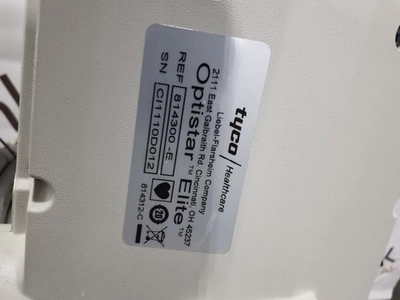 tyco / Healthcare
Liebel-Flarsheim Company
2111 East Galbraith Rd. Cincinnati, OH 45237
Optistar™ Elite™
REF 814300-E
SN CI1110D012
20
814312-C